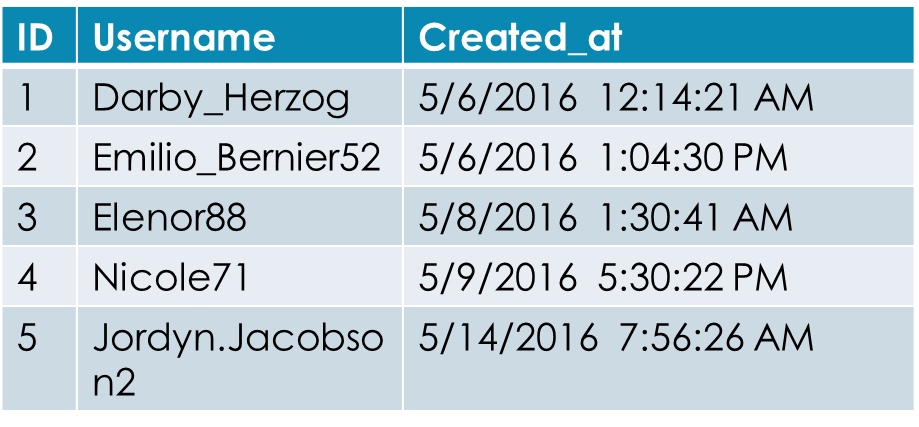 ID Username Created_at
1 Darby_Herzog 5/6/2016 12:14:21 AM
2 Emilio_Bernier52 5/6/2016 1:04:30 PM
3 Elenor88 5/8/2016 1:30:41 AM
4 Nicole71 5/9/2016 5:30:22 PM
5 Jordyn.Jacobso 5/14/2016 7:56:26 AM
n2